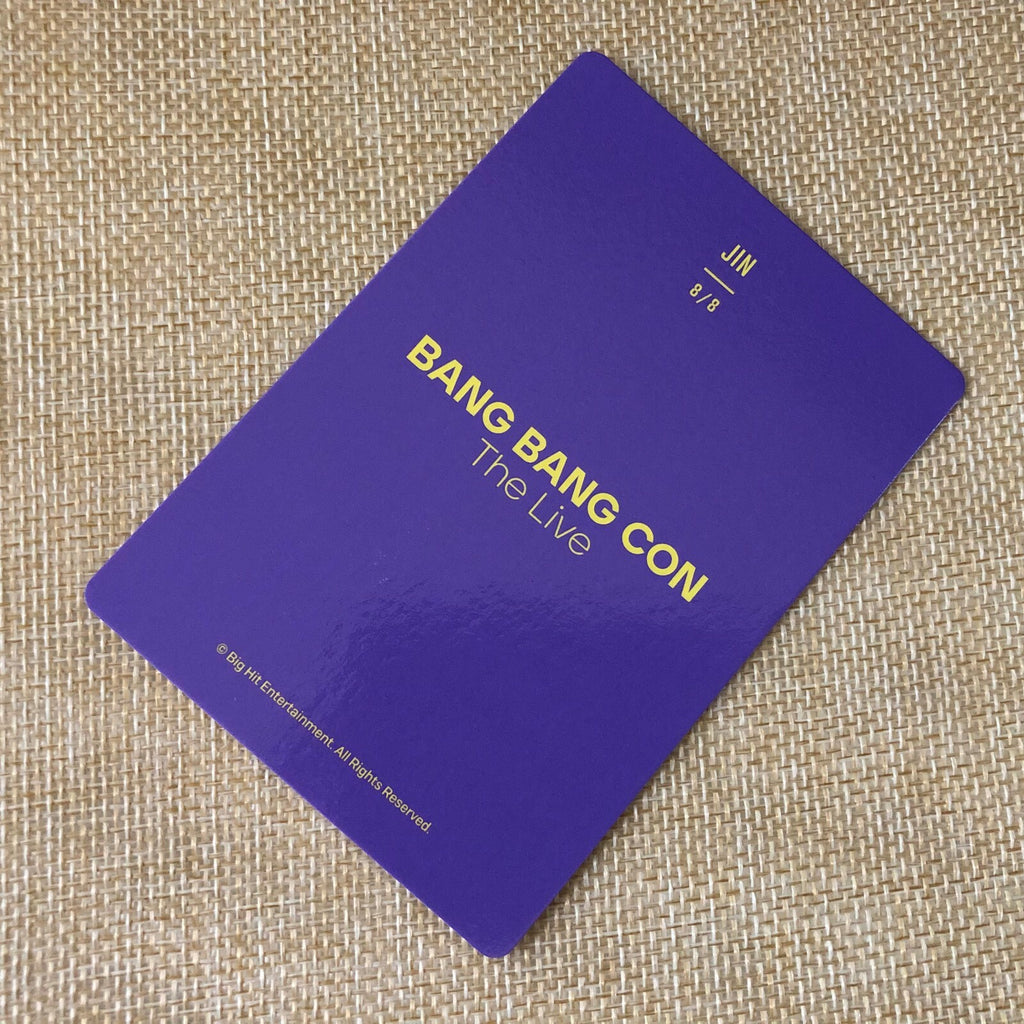 JIN
8/8
BANG BANG CON
The Live
© Big Hit Entertainment. All Rights Reserved.